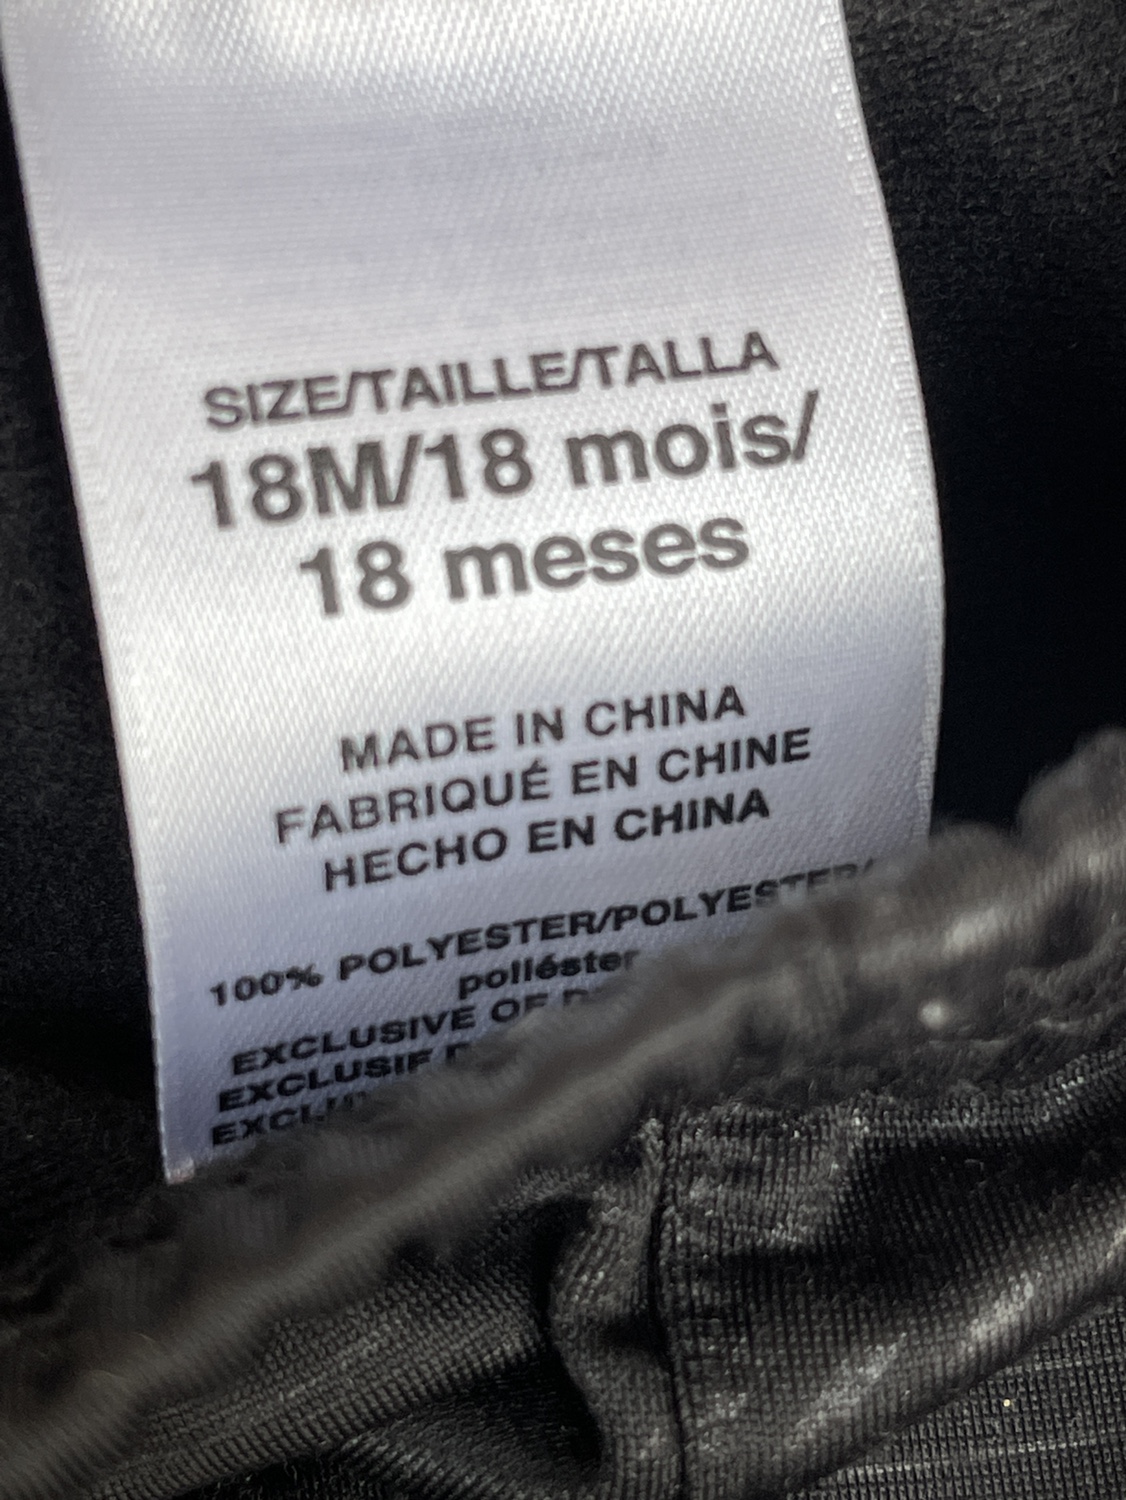 SIZE/TAILLE/TALLA
18M/18 mois/
18 meses
MADE IN CHINA
FABRIQUÉ EN CHINE
HECHO EN CHINA
100% POLYESTER/POLYESTER/
poliéster
EXCLUSIVE OF
EXCLUSIF